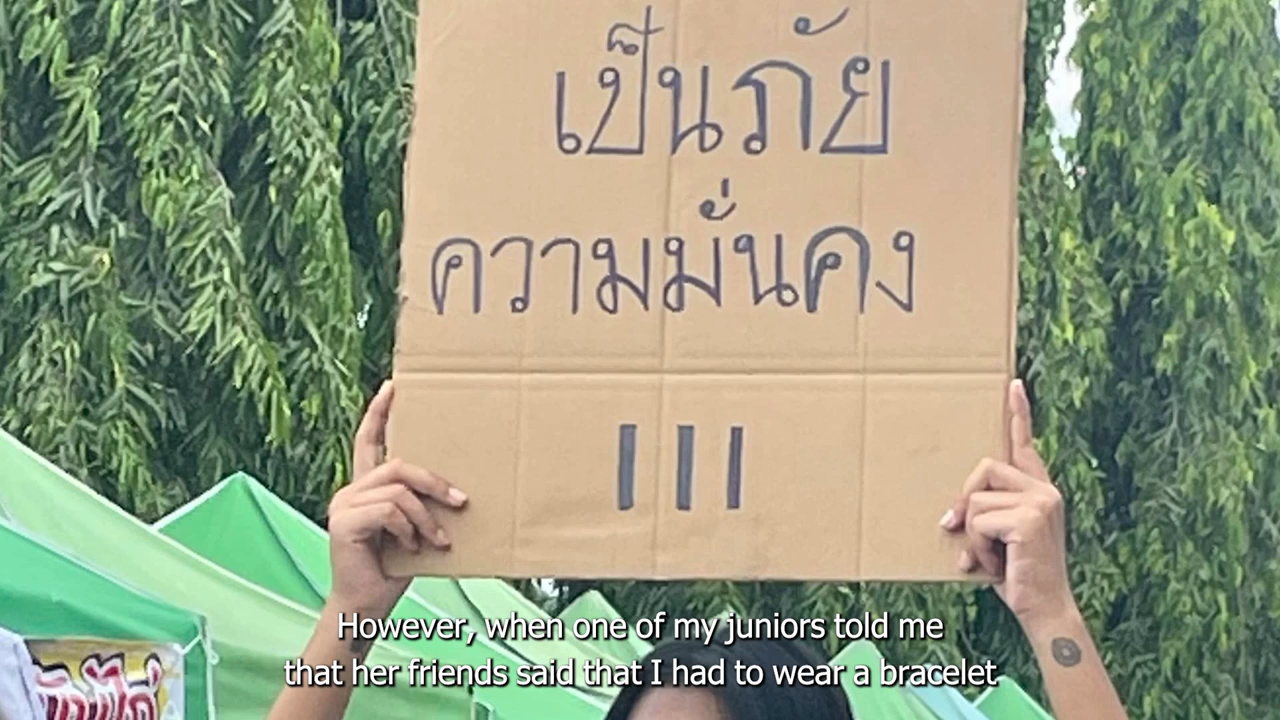 เป็นภัย
ความมั่นคง
III
However, when one of my juniors told me
that her friends said that I had to wear a bracelet